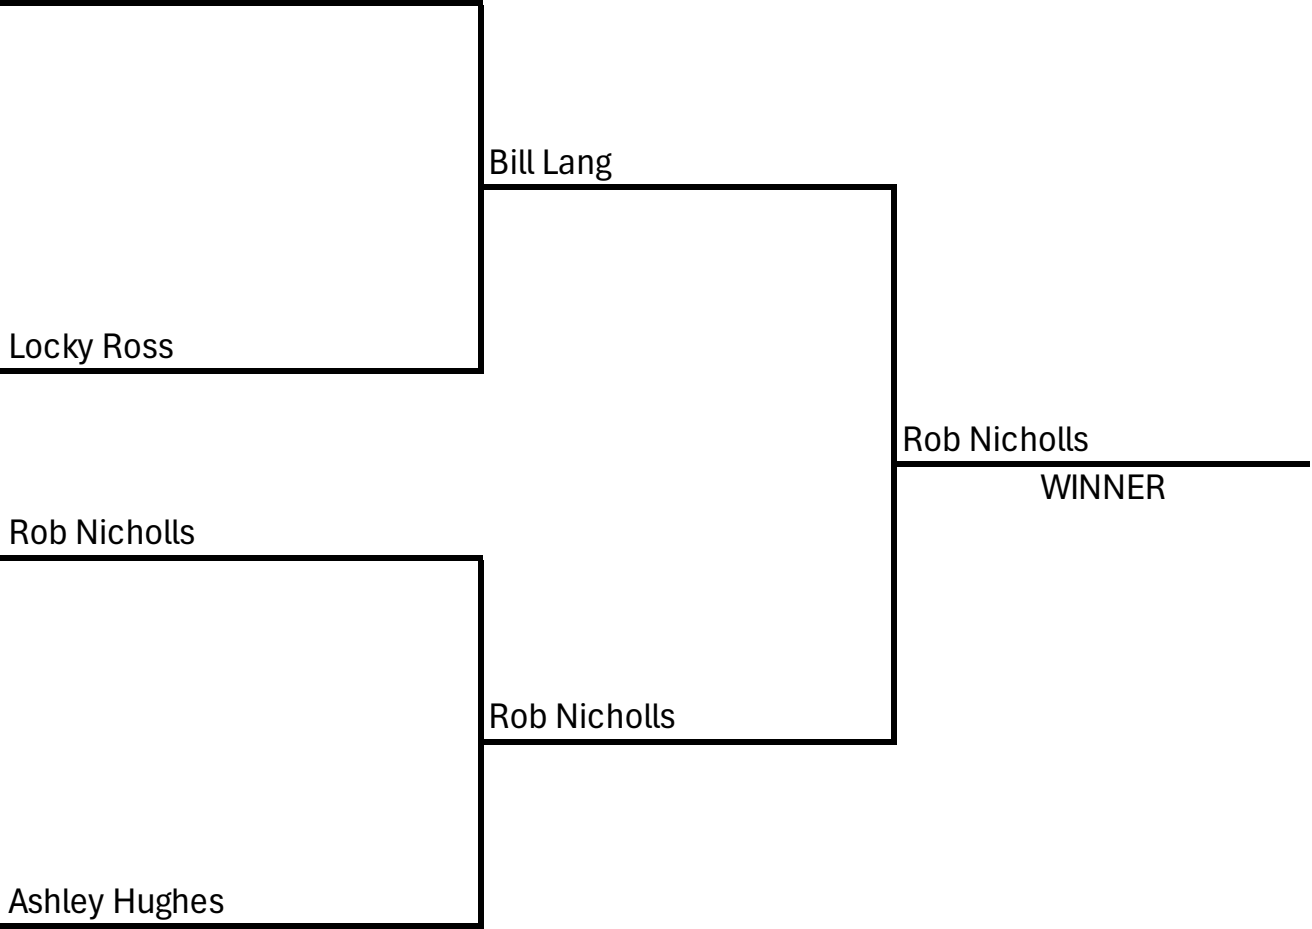 Bill Lang
Locky Ross
Rob Nicholls
WINNER
Rob Nicholls
Rob Nicholls
Ashley Hughes